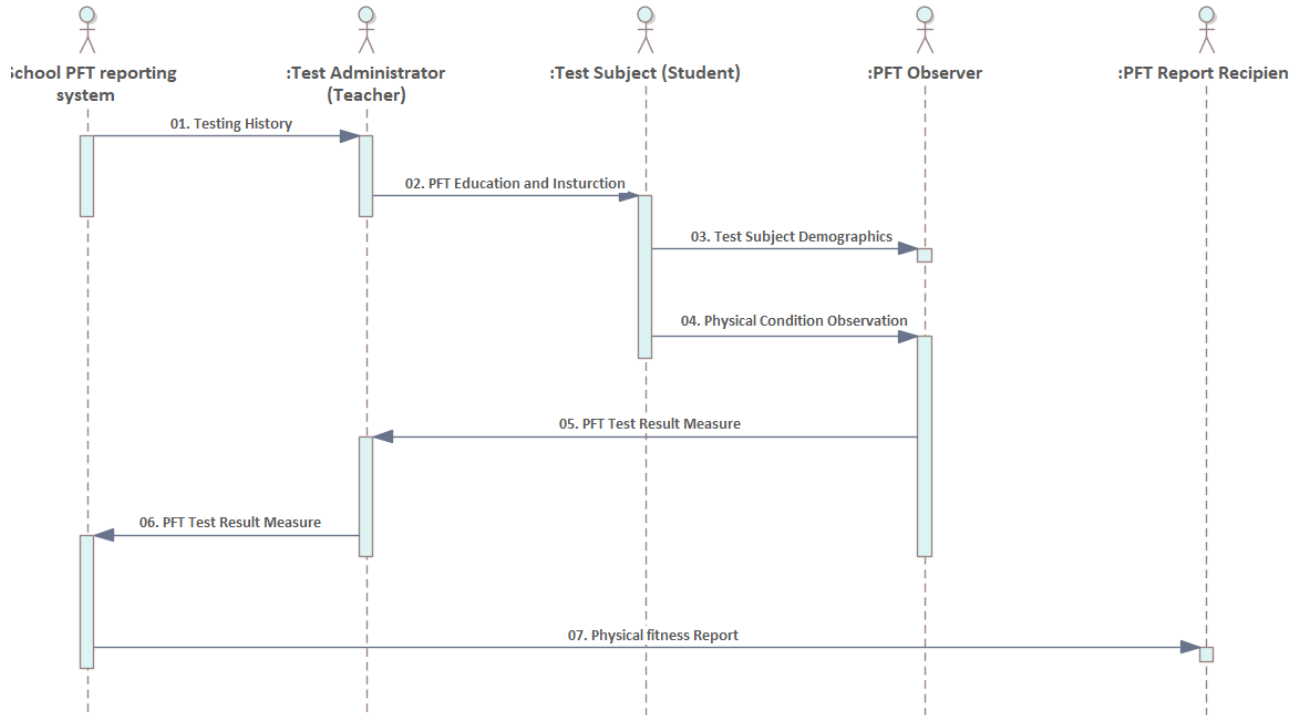 School PFT reporting
system
:Test Administrator
(Teacher)
:Test Subject (Student)
:PFT Observer
:PFT Report Recipien
01. Testing History
02. PFT Education and Insturction
03. Test Subject Demographics
04. Physical Condition Observation
05. PFT Test Result Measure
06. PFT Test Result Measure
07. Physical fitness Report